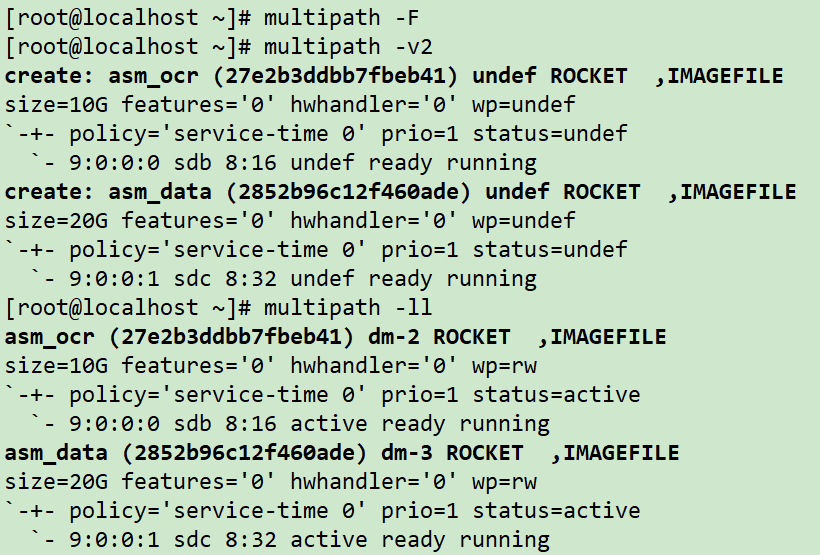 [root@localhost ~]# multipath -F
[root@localhost ~]# multipath -v2
create: asm_ocr (27e2b3ddbb7fbeb41) undef ROCKET  ,IMAGEFILE
size=10G features='0' hwhandler='0' wp=undef
`-+- policy='service-time 0' prio=1 status=undef
  `- 9:0:0:0 sdb 8:16 undef ready running
create: asm_data (2852b96c12f460ade) undef ROCKET  ,IMAGEFILE
size=20G features='0' hwhandler='0' wp=undef
`-+- policy='service-time 0' prio=1 status=undef
  `- 9:0:0:1 sdc 8:32 undef ready running
[root@localhost ~]# multipath -ll
asm_ocr (27e2b3ddbb7fbeb41) dm-2 ROCKET  ,IMAGEFILE
size=10G features='0' hwhandler='0' wp=rw
`-+- policy='service-time 0' prio=1 status=active
  `- 9:0:0:0 sdb 8:16 active ready running
asm_data (2852b96c12f460ade) dm-3 ROCKET  ,IMAGEFILE
size=20G features='0' hwhandler='0' wp=rw
`-+- policy='service-time 0' prio=1 status=active
  `- 9:0:0:1 sdc 8:32 active ready running